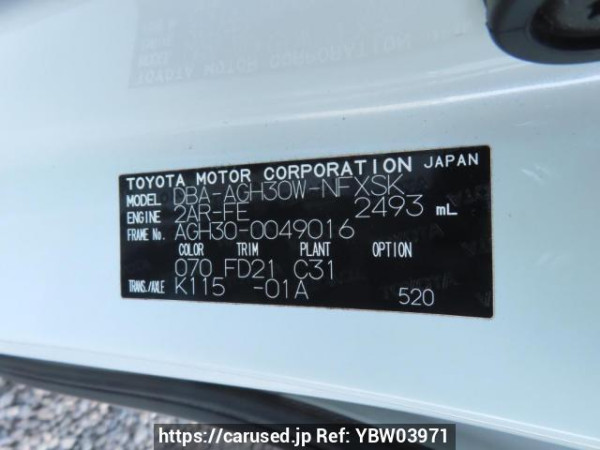 TOYOTA MOTOR CORPORATION JAPAN
MODEL DBA-AGH30W-NFXSK
ENGINE 2AR-FE 2493 mL
FRAME No. AGH30-0049016
COLOR TRIM PLANT OPTION
070 FD21 C31
TRANS./AXLE K115 -01A 520
https://carused.jp Ref: YBW03971